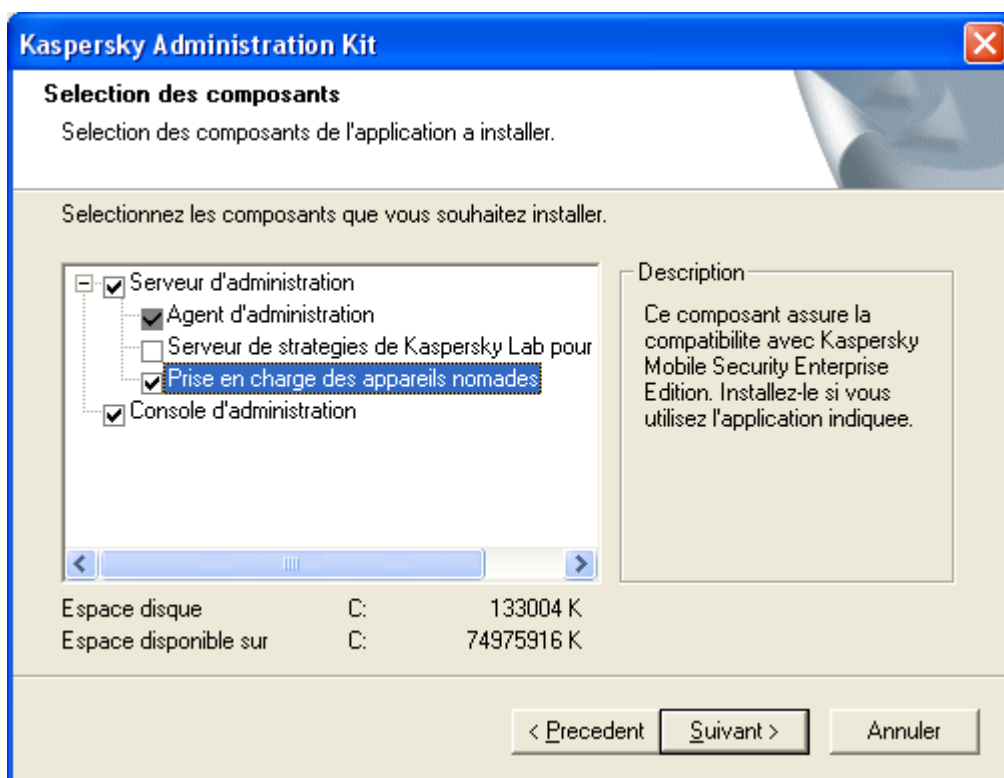 Kaspersky Administration Kit
Selection des composants
Selection des composants de l'application a installer.
Selectionnez les composants que vous souhaitez installer.
Serveur d'administration
Agent d'administration
Serveur de strategies de Kaspersky Lab pour
Prise en charge des appareils nomades
Console d'administration
Description
Ce composant assure la
compatibilite avec Kaspersky
Mobile Security Enterprise
Edition. Installez-le si vous
utilisez l'application indiquee.
Espace disque C: 133004 K
Espace disponible sur C: 74975916 K
< Precedent Suivant > Annuler